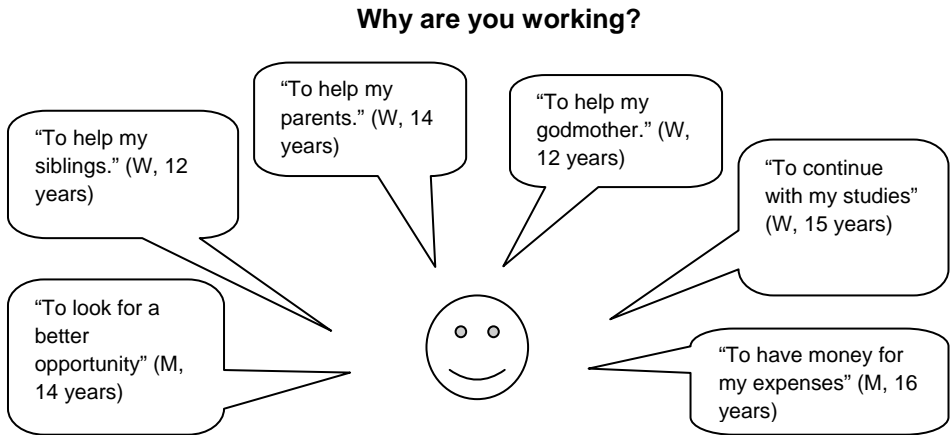 Why are you working?
“To help my
parents.” (W, 14
years)
“To help my
godmother.” (W,
12 years)
“To help my
siblings.” (W, 12
years)
“To continue
with my studies”
(W, 15 years)
“To look for a
better
opportunity” (M,
14 years)
“To have money for
my expenses” (M, 16
years)